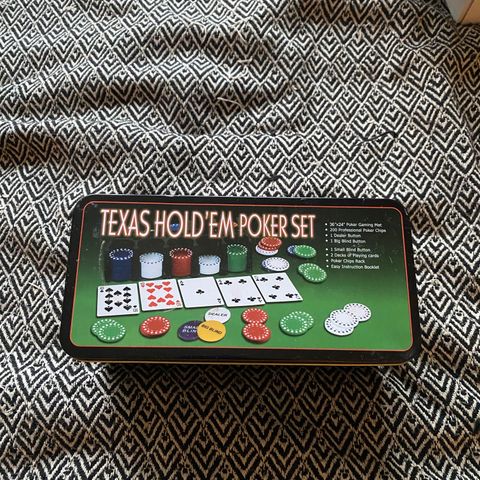 TEXAS HOLD'EM POKER SET
• 36"x24" Poker Gaming Mat
• 200 Professional Poker Chips
• 1 Dealer Button
• 1 Big Blind Button
• 1 Small Blind Button
• 2 Decks of Playing cards
• Poker Chips Rack
• Easy Instruction Booklet
DEALER
SMALL
BLIND
BIG BLIND